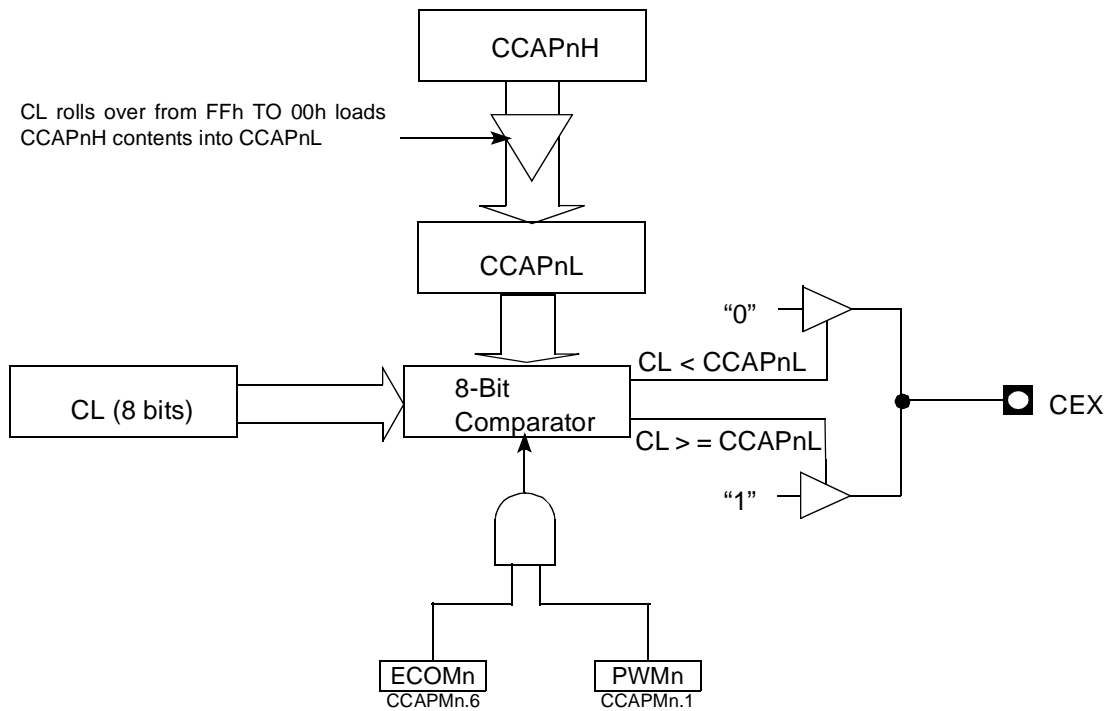 CCAPnH
CL rolls over from FFh TO 00h loads
CCAPnH contents into CCAPnL
CCAPnL
“0”
CL < CCAPnL
CL (8 bits)
8-Bit
Comparator
CEX
CL > = CCAPnL
“1”
ECOMn
CCAPMn.6
PWMn
CCAPMn.1